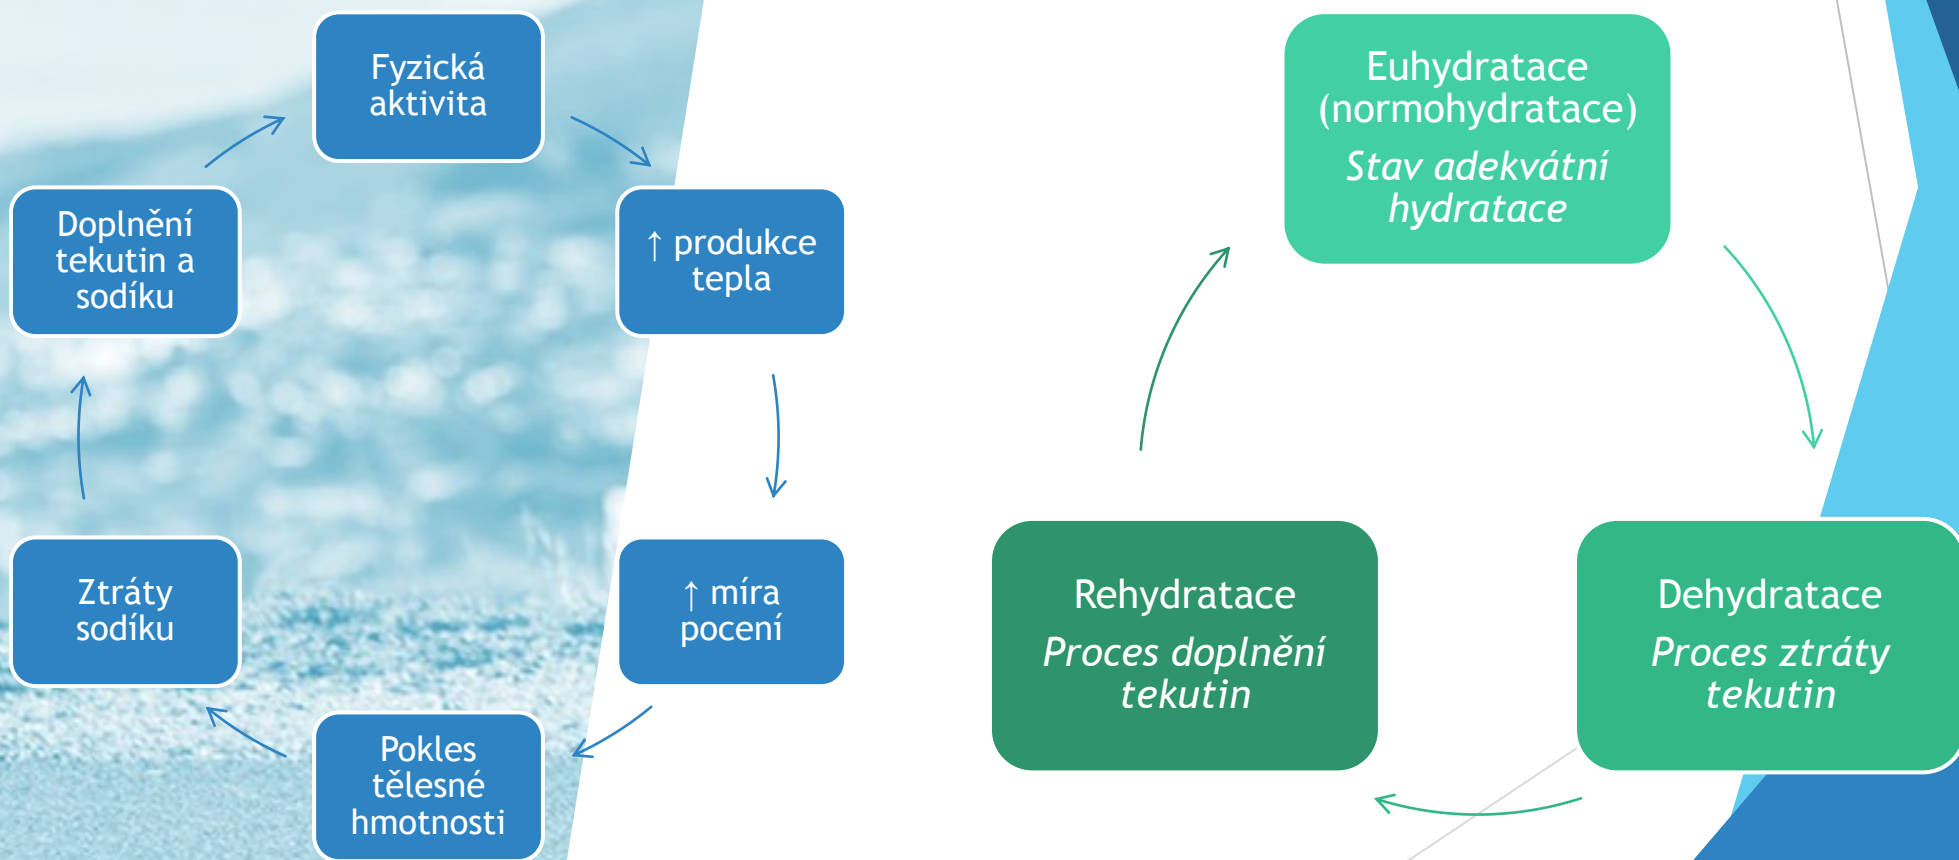 Fyzická
aktivita
↑ produkce
tepla
↑ míra
pocení
Pokles
tělesné
hmotnosti
Ztráty
sodíku
Doplnění
tekutin a
sodíku
Euhydratace
(normohydratace)
Stav adekvátní
hydratace
Dehydratace
Proces ztráty
tekutin
Rehydratace
Proces doplnění
tekutin